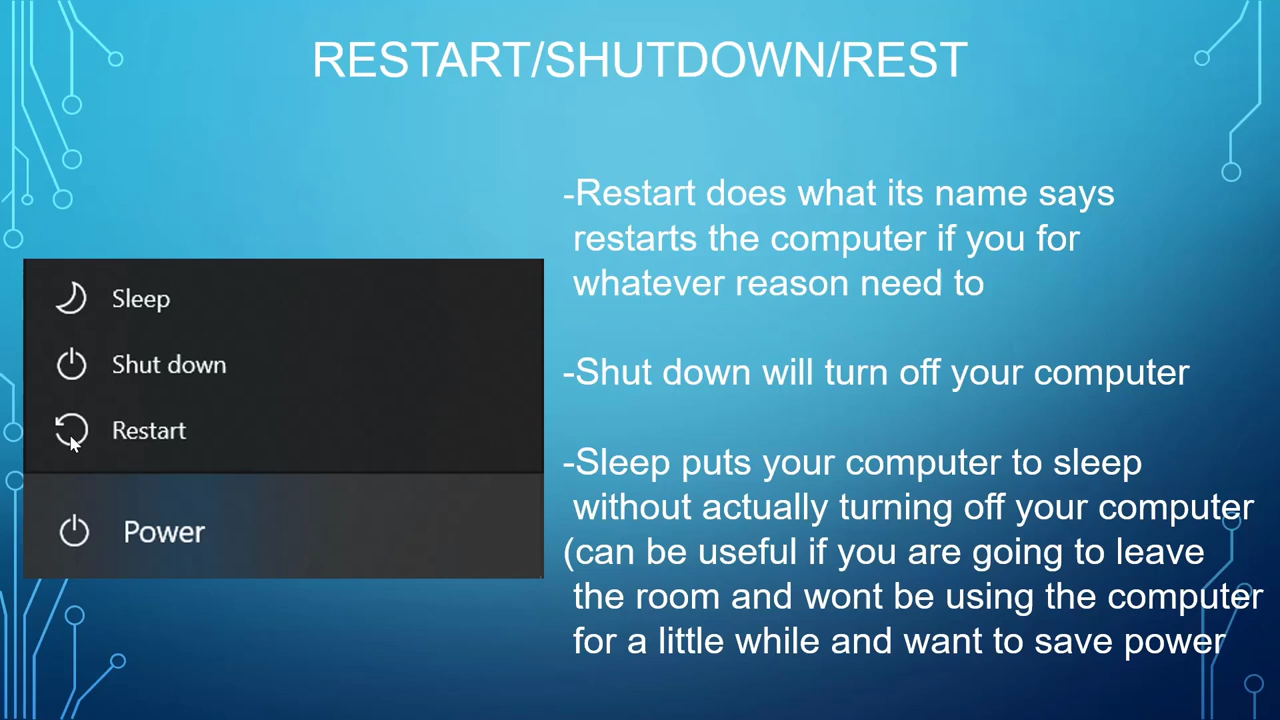 RESTART/SHUTDOWN/REST
Sleep
Shut down
Restart
Power
-Restart does what its name says
restarts the computer if you for
whatever reason need to
-Shut down will turn off your computer
-Sleep puts your computer to sleep
without actually turning off your computer
(can be useful if you are going to leave
the room and wont be using the computer
for a little while and want to save power